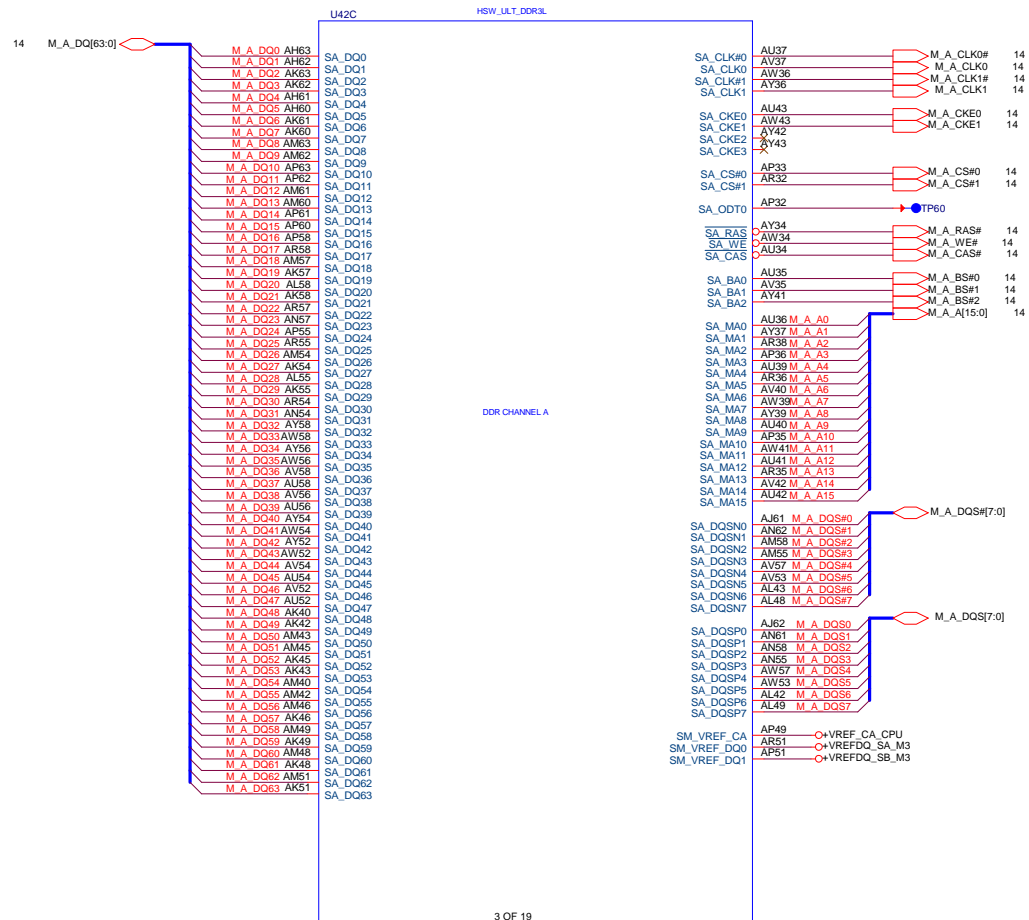 U42C
HSW_ULT_DDR3L
14 M_A_DQ[63:0]
M_A_DQ0 AH63 SA_DQ0
M_A_DQ1 AH62 SA_DQ1
M_A_DQ2 AK63 SA_DQ2
M_A_DQ3 AK62 SA_DQ3
M_A_DQ4 AH61 SA_DQ4
M_A_DQ5 AH60 SA_DQ5
M_A_DQ6 AK61 SA_DQ6
M_A_DQ7 AK60 SA_DQ7
M_A_DQ8 AM63 SA_DQ8
M_A_DQ9 AM62 SA_DQ9
M_A_DQ10 AP63 SA_DQ10
M_A_DQ11 AP62 SA_DQ11
M_A_DQ12 AM61 SA_DQ12
M_A_DQ13 AM60 SA_DQ13
M_A_DQ14 AP61 SA_DQ14
M_A_DQ15 AP60 SA_DQ15
M_A_DQ16 AP58 SA_DQ16
M_A_DQ17 AR58 SA_DQ17
M_A_DQ18 AM57 SA_DQ18
M_A_DQ19 AK57 SA_DQ19
M_A_DQ20 AL58 SA_DQ20
M_A_DQ21 AK58 SA_DQ21
M_A_DQ22 AR57 SA_DQ22
M_A_DQ23 AN57 SA_DQ23
M_A_DQ24 AP55 SA_DQ24
M_A_DQ25 AR55 SA_DQ25
M_A_DQ26 AM54 SA_DQ26
M_A_DQ27 AK54 SA_DQ27
M_A_DQ28 AL55 SA_DQ28
M_A_DQ29 AK55 SA_DQ29
M_A_DQ30 AR54 SA_DQ30
M_A_DQ31 AN54 SA_DQ31
M_A_DQ32 AY58 SA_DQ32
M_A_DQ33 AW58 SA_DQ33
M_A_DQ34 AY56 SA_DQ34
M_A_DQ35 AW56 SA_DQ35
M_A_DQ36 AV58 SA_DQ36
M_A_DQ37 AU58 SA_DQ37
M_A_DQ38 AV56 SA_DQ38
M_A_DQ39 AU56 SA_DQ39
M_A_DQ40 AY54 SA_DQ40
M_A_DQ41 AW54 SA_DQ41
M_A_DQ42 AY52 SA_DQ42
M_A_DQ43 AW52 SA_DQ43
M_A_DQ44 AV54 SA_DQ44
M_A_DQ45 AU54 SA_DQ45
M_A_DQ46 AV52 SA_DQ46
M_A_DQ47 AU52 SA_DQ47
M_A_DQ48 AK40 SA_DQ48
M_A_DQ49 AK42 SA_DQ49
M_A_DQ50 AM43 SA_DQ50
M_A_DQ51 AM45 SA_DQ51
M_A_DQ52 AK45 SA_DQ52
M_A_DQ53 AK43 SA_DQ53
M_A_DQ54 AM40 SA_DQ54
M_A_DQ55 AM42 SA_DQ55
M_A_DQ56 AM46 SA_DQ56
M_A_DQ57 AK46 SA_DQ57
M_A_DQ58 AM49 SA_DQ58
M_A_DQ59 AK49 SA_DQ59
M_A_DQ60 AM48 SA_DQ60
M_A_DQ61 AK48 SA_DQ61
M_A_DQ62 AM51 SA_DQ62
M_A_DQ63 AK51 SA_DQ63
DDR CHANNEL A
SA_CLK#0 AU37 M_A_CLK0# 14
SA_CLK0 AV37 M_A_CLK0 14
SA_CLK#1 AW36 M_A_CLK1# 14
SA_CLK1 AY36 M_A_CLK1 14
SA_CKE0 AU43 M_A_CKE0 14
SA_CKE1 AW43 M_A_CKE1 14
SA_CKE2 AY42
SA_CKE3 AY43
SA_CS#0 AP33 M_A_CS#0 14
SA_CS#1 AR32 M_A_CS#1 14
SA_ODT0 AP32 TP60
SA_RAS AY34 M_A_RAS# 14
SA_WE AW34 M_A_WE# 14
SA_CAS AU34 M_A_CAS# 14
SA_BA0 AU35 M_A_BS#0 14
SA_BA1 AV35 M_A_BS#1 14
SA_BA2 AY41 M_A_BS#2 14
M_A_A[15:0] 14
SA_MA0 AU36 M_A_A0
SA_MA1 AY37 M_A_A1
SA_MA2 AR38 M_A_A2
SA_MA3 AP36 M_A_A3
SA_MA4 AU39 M_A_A4
SA_MA5 AR36 M_A_A5
SA_MA6 AV40 M_A_A6
SA_MA7 AW39 M_A_A7
SA_MA8 AY39 M_A_A8
SA_MA9 AU40 M_A_A9
SA_MA10 AP35 M_A_A10
SA_MA11 AW41 M_A_A11
SA_MA12 AU41 M_A_A12
SA_MA13 AR35 M_A_A13
SA_MA14 AV42 M_A_A14
SA_MA15 AU42 M_A_A15
M_A_DQS#[7:0]
SA_DQSN0 AJ61 M_A_DQS#0
SA_DQSN1 AN62 M_A_DQS#1
SA_DQSN2 AM58 M_A_DQS#2
SA_DQSN3 AM55 M_A_DQS#3
SA_DQSN4 AV57 M_A_DQS#4
SA_DQSN5 AV53 M_A_DQS#5
SA_DQSN6 AL43 M_A_DQS#6
SA_DQSN7 AL48 M_A_DQS#7
M_A_DQS[7:0]
SA_DQSP0 AJ62 M_A_DQS0
SA_DQSP1 AN61 M_A_DQS1
SA_DQSP2 AN58 M_A_DQS2
SA_DQSP3 AN55 M_A_DQS3
SA_DQSP4 AW57 M_A_DQS4
SA_DQSP5 AW53 M_A_DQS5
SA_DQSP6 AL42 M_A_DQS6
SA_DQSP7 AL49 M_A_DQS7
SM_VREF_CA AP49 +VREF_CA_CPU
SM_VREF_DQ0 AR51 +VREFDQ_SA_M3
SM_VREF_DQ1 AP51 +VREFDQ_SB_M3
3 OF 19